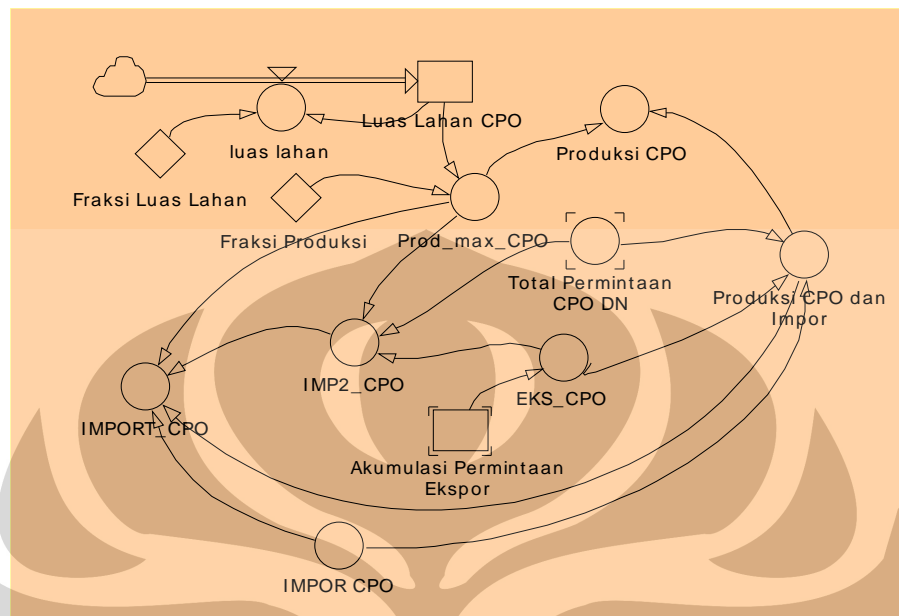 Luas Lahan CPO
luas lahan
Produksi CPO
Fraksi Luas Lahan
Fraksi Produksi
Prod_max_CPO
Total Permintaan
CPO DN
Produksi CPO dan
Impor
IMP2_CPO
EKS_CPO
IMPORT_CPO
Akumulasi Permintaan
Ekspor
IMPOR CPO